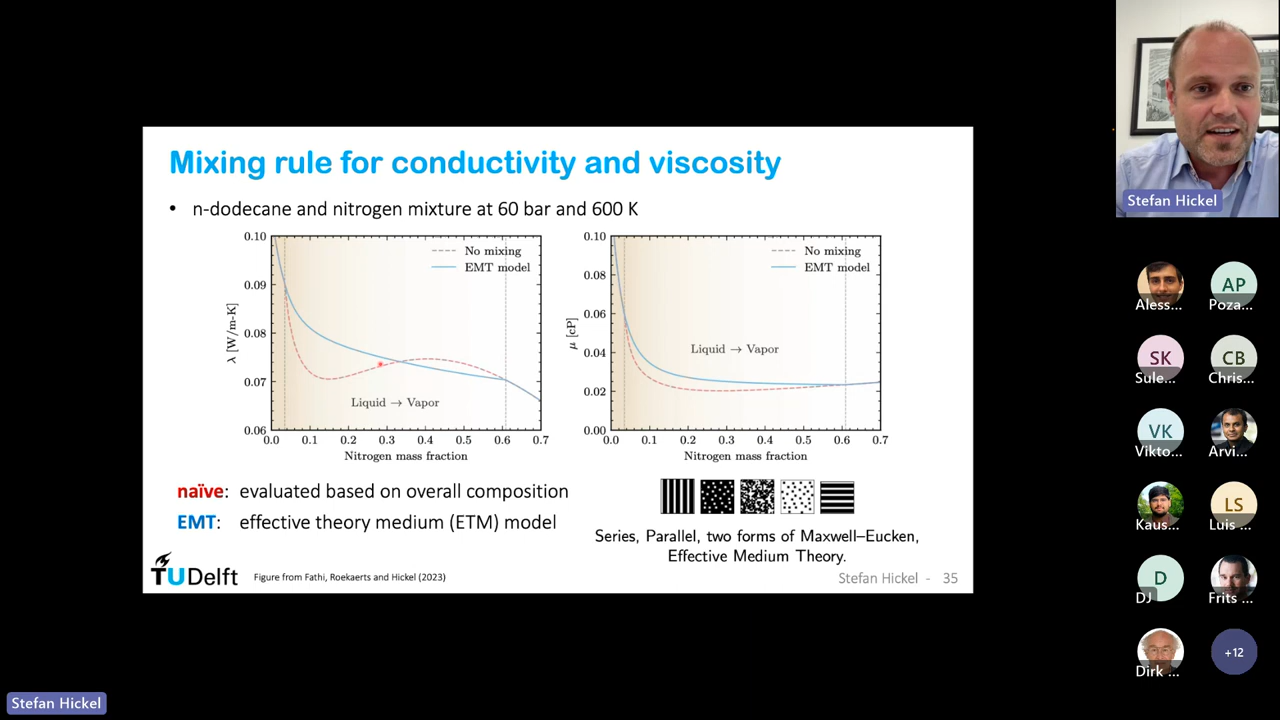 Mixing rule for conductivity and viscosity
• n-dodecane and nitrogen mixture at 60 bar and 600 K
0.10
0.09
0.08
0.07
0.06
λ [W/m-K]
No mixing
EMT model
Liquid → Vapor
0.0 0.1 0.2 0.3 0.4 0.5 0.6 0.7
Nitrogen mass fraction
0.10
0.08
0.06
0.04
0.02
0.00
μ [cP]
No mixing
EMT model
Liquid → Vapor
0.0 0.1 0.2 0.3 0.4 0.5 0.6 0.7
Nitrogen mass fraction
naïve: evaluated based on overall composition
EMT: effective theory medium (ETM) model
Series, Parallel, two forms of Maxwell–Eucken,
Effective Medium Theory.
TUDelft
Figure from Fathi, Roekaerts and Hickel (2023)
Stefan Hickel - 35
Stefan Hickel
Aless...
AP
Poza...
SK
Sule...
CB
Chris...
VK
Vikto...
Arvi...
Kaus...
LS
Luis ...
D
DJ
Frits ...
Dirk ...
+12
Stefan Hickel